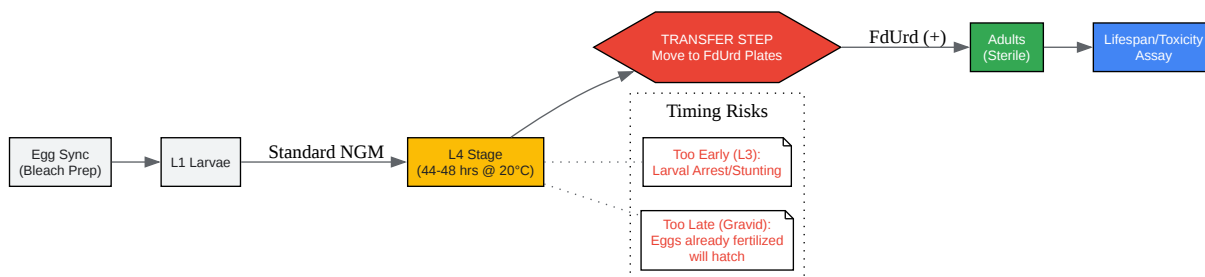 Egg Sync
(Bleach Prep)
L1 Larvae
Standard NGM
L4 Stage
(44-48 hrs @ 20°C)
TRANSFER STEP
Move to FdUrd Plates
Timing Risks
Too Early (L3):
Larval Arrest/Stunting
Too Late (Gravid):
Eggs already fertilized
will hatch
FdUrd (+)
Adults
(Sterile)
Lifespan/Toxicity
Assay